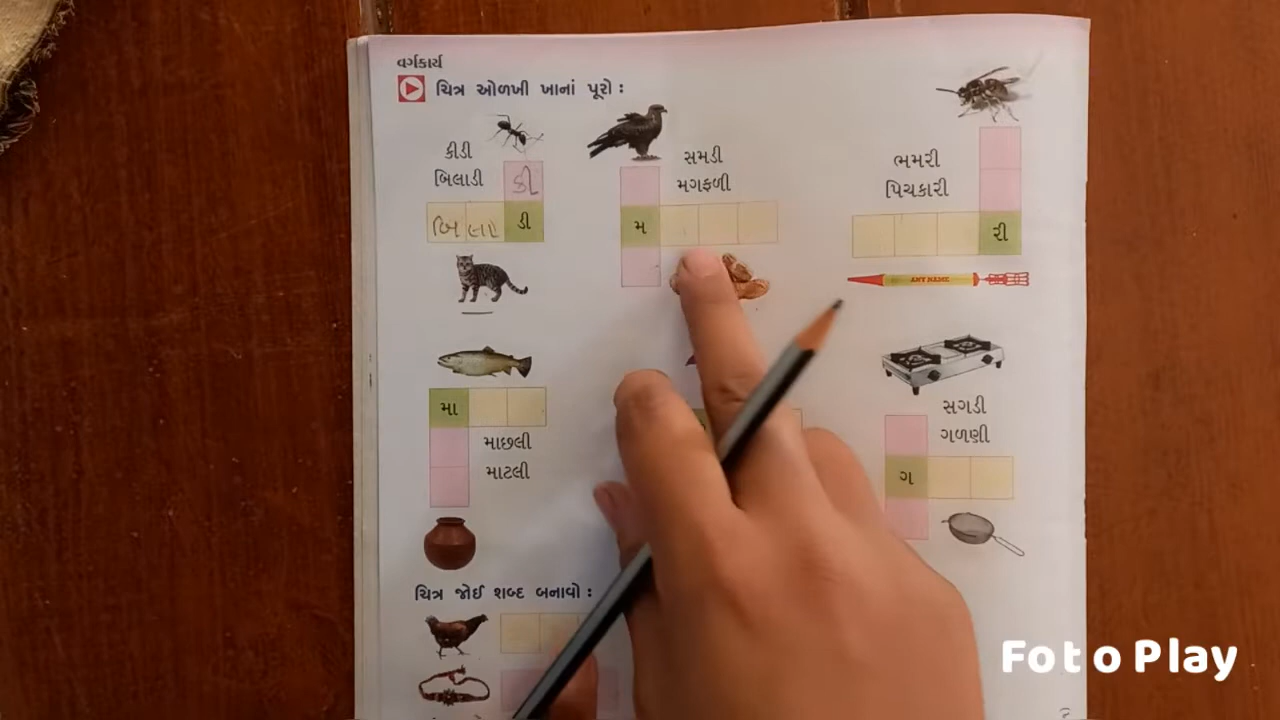 વર્ગકાર્ય
ચિત્ર ઓળખી ખાનાં પૂરો :
કીડી
બિલાડી
કી
બિલા ડી
સમડી
મગફળી
મ
ભમરી
પિચકારી
રી
મા
માછલી
માટલી
સગડી
ગળણી
ગ
ચિત્ર જોઈ શબ્દ બનાવો :
Foto Play